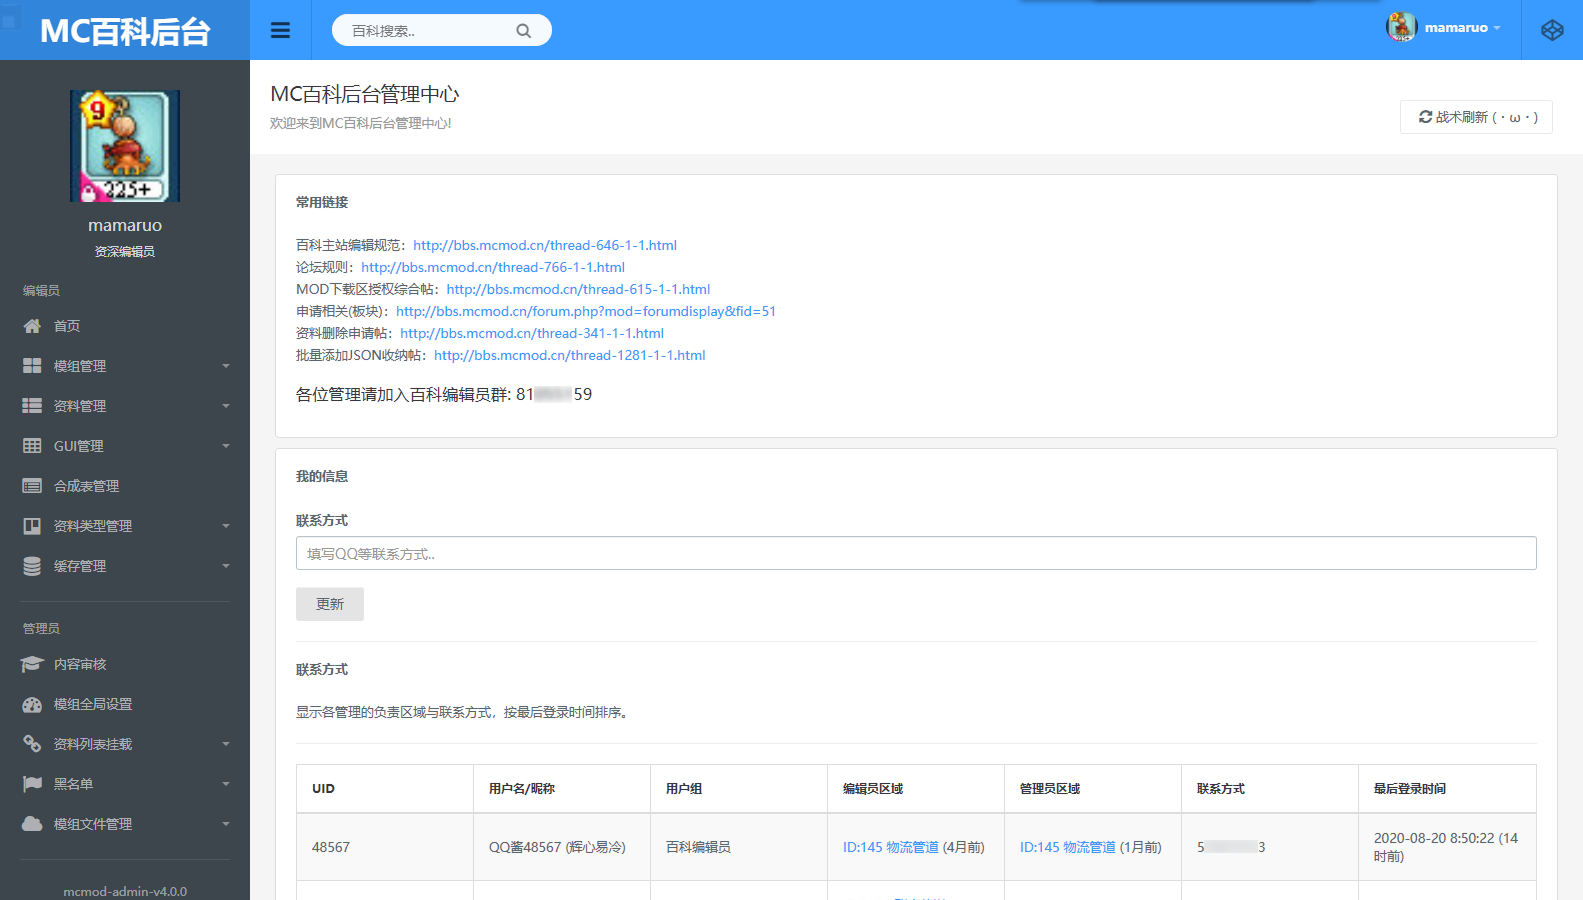 MC百科后台
百科搜索..
mamaruo
9
225+
mamaruo
资深编辑员
编辑员
首页
模组管理
资料管理
GUI管理
合成表管理
资料类型管理
缓存管理
管理员
内容审核
模组全局设置
资料列表挂载
黑名单
模组文件管理
mcmod-admin-v4.0.0
MC百科后台管理中心
欢迎来到MC百科后台管理中心!
战术刷新 (・ω・)
常用链接
百科主站编辑规范：http://bbs.mcmod.cn/thread-646-1-1.html
论坛规则：http://bbs.mcmod.cn/thread-766-1-1.html
MOD下载区授权综合帖：http://bbs.mcmod.cn/thread-615-1-1.html
申请相关(板块)：http://bbs.mcmod.cn/forum.php?mod=forumdisplay&fid=51
资料删除申请帖：http://bbs.mcmod.cn/thread-341-1-1.html
批量添加JSON收纳帖：http://bbs.mcmod.cn/thread-1281-1-1.html
各位管理请加入百科编辑员群: 81 59
我的信息
联系方式
填写QQ等联系方式..
更新
联系方式
显示各管理的负责区域与联系方式，按最后登录时间排序。
UID 用户名/昵称 用户组 编辑员区域 管理员区域 联系方式 最后登录时间
48567 QQ酱48567 (辉心易冷) 百科编辑员 ID:145 物流管道 (4月前) ID:145 物流管道 (1月前) 5 3 2020-08-20 8:50:22 (14
时前)